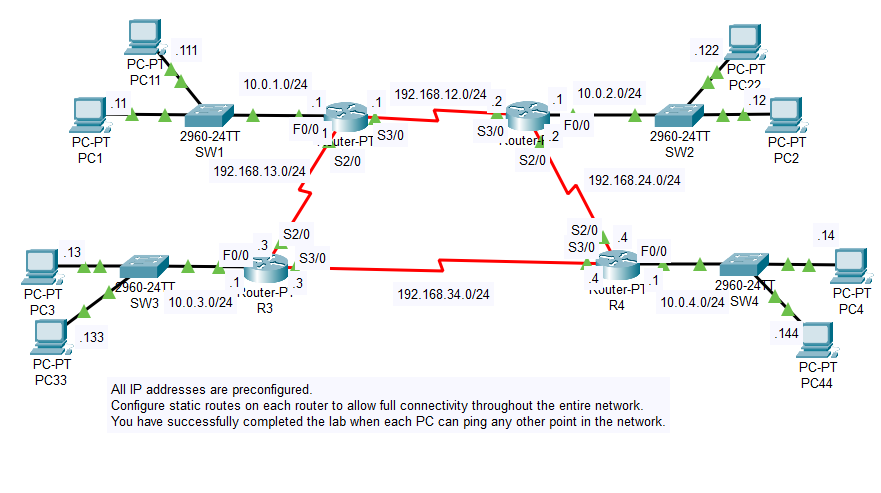 .111
PC-PT
PC11
10.0.1.0/24
.11
PC-PT
PC1
2960-24TT
SW1
.1
F0/0
.1
S3/0
S2/0
192.168.12.0/24
.2
S3/0
.1
F0/0
.2
S2/0
10.0.2.0/24
.122
PC-PT
PC22
.12
PC-PT
PC2
2960-24TT
SW2
192.168.13.0/24
192.168.24.0/24
.13
PC-PT
PC3
2960-24TT
SW3
.133
PC-PT
PC33
10.0.3.0/24
F0/0
.1
.3
S2/0
S3/0
.3
R3
192.168.34.0/24
S2/0
S3/0
.4
.4
Router-PT
R4
F0/0
.1
10.0.4.0/24
2960-24TT
SW4
.14
PC-PT
PC4
.144
PC-PT
PC44
All IP addresses are preconfigured.
Configure static routes on each router to allow full connectivity throughout the entire network.
You have successfully completed the lab when each PC can ping any other point in the network.